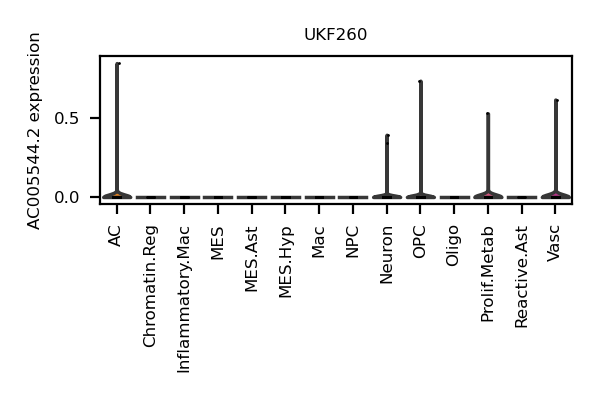 UKF260
AC005544.2 expression
0.5
0.0
AC
Chromatin.Reg
Inflammatory.Mac
MES
MES.Ast
MES.Hyp
Mac
NPC
Neuron
OPC
Oligo
Prolif.Metab
Reactive.Ast
Vasc